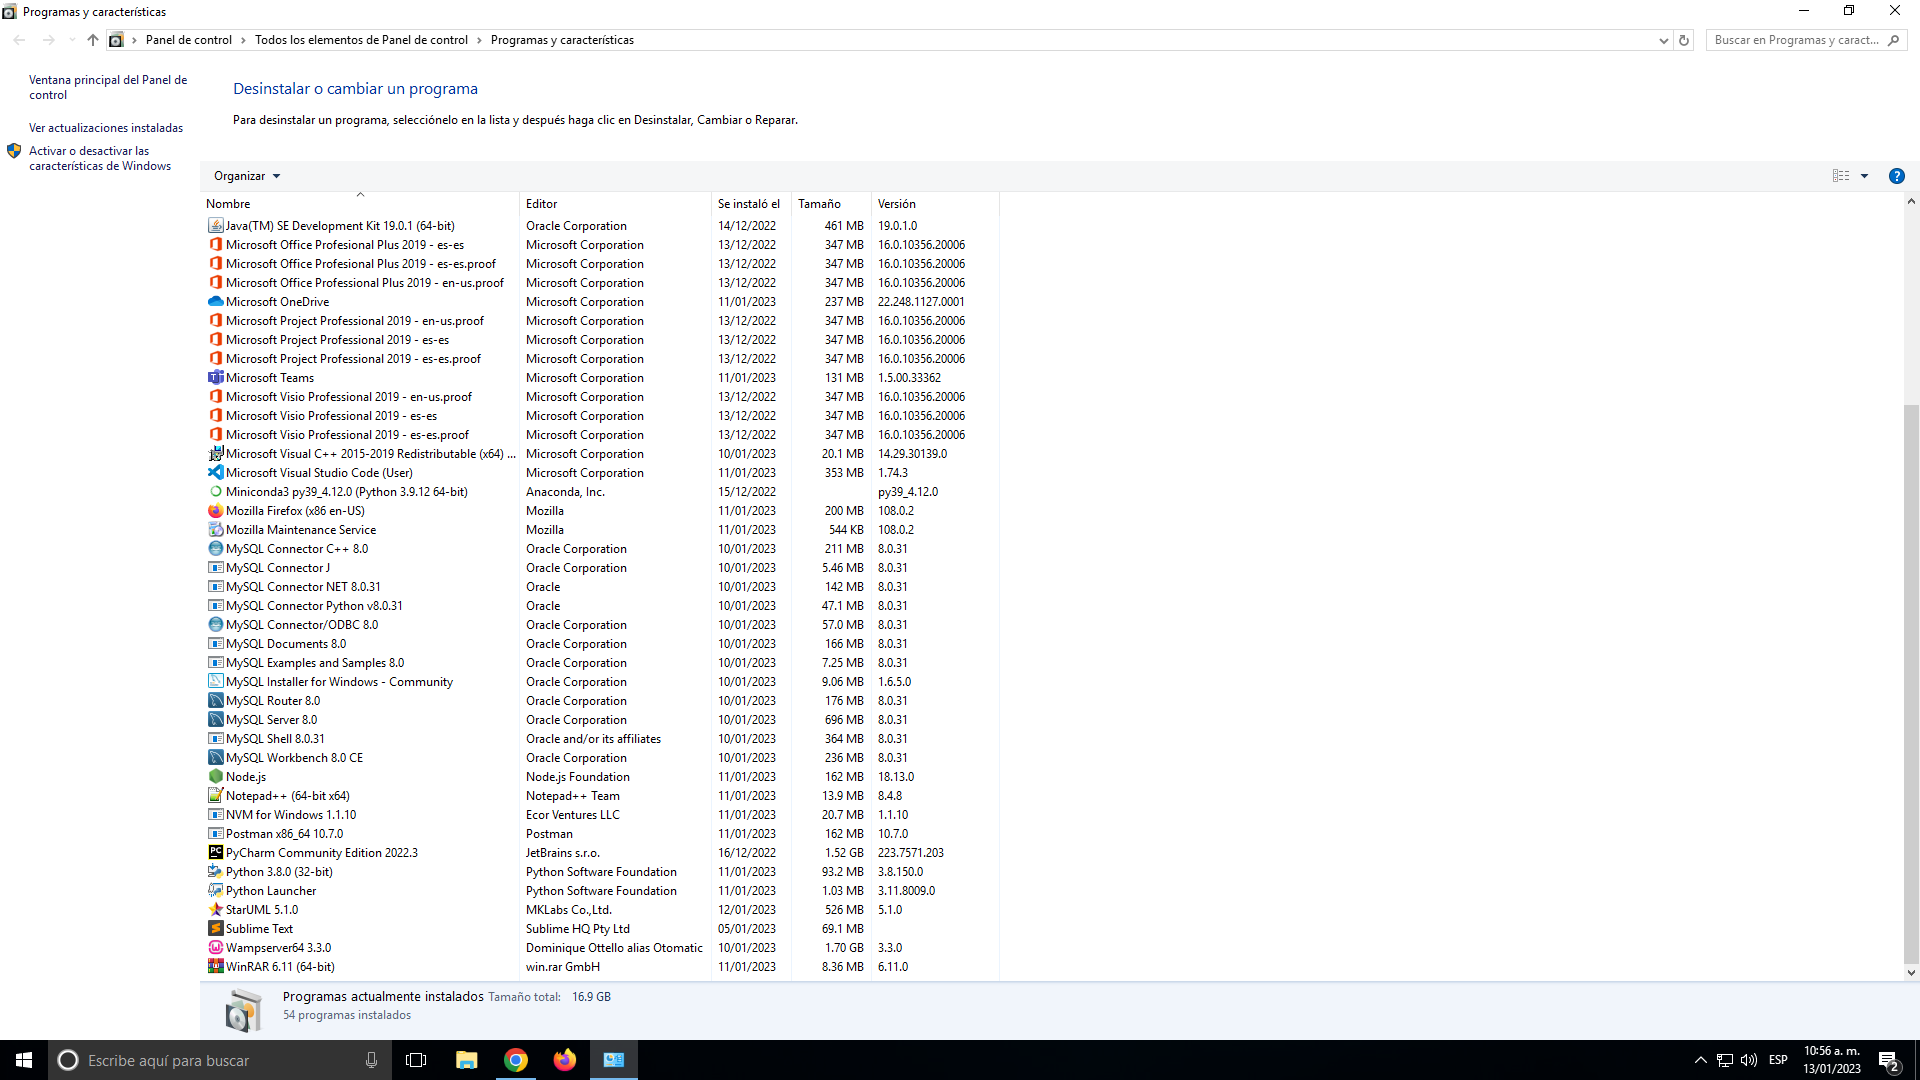 Programas y características
Panel de control > Todos los elementos de Panel de control > Programas y características
Buscar en Programas y caract...
Ventana principal del Panel de
control
Ver actualizaciones instaladas
Activar o desactivar las
características de Windows
Desinstalar o cambiar un programa
Para desinstalar un programa, selecciónelo en la lista y después haga clic en Desinstalar, Cambiar o Reparar.
Organizar
Nombre Editor Se instaló el Tamaño Versión
Java(TM) SE Development Kit 19.0.1 (64-bit) Oracle Corporation 14/12/2022 461 MB 19.0.1.0
Microsoft Office Profesional Plus 2019 - es-es Microsoft Corporation 13/12/2022 347 MB 16.0.10356.20006
Microsoft Office Profesional Plus 2019 - es-es.proof Microsoft Corporation 13/12/2022 347 MB 16.0.10356.20006
Microsoft Office Professional Plus 2019 - en-us.proof Microsoft Corporation 13/12/2022 347 MB 16.0.10356.20006
Microsoft OneDrive Microsoft Corporation 11/01/2023 237 MB 22.248.1127.0001
Microsoft Project Professional 2019 - en-us.proof Microsoft Corporation 13/12/2022 347 MB 16.0.10356.20006
Microsoft Project Professional 2019 - es-es Microsoft Corporation 13/12/2022 347 MB 16.0.10356.20006
Microsoft Project Professional 2019 - es-es.proof Microsoft Corporation 13/12/2022 347 MB 16.0.10356.20006
Microsoft Teams Microsoft Corporation 11/01/2023 131 MB 1.5.00.33362
Microsoft Visio Professional 2019 - en-us.proof Microsoft Corporation 13/12/2022 347 MB 16.0.10356.20006
Microsoft Visio Professional 2019 - es-es Microsoft Corporation 13/12/2022 347 MB 16.0.10356.20006
Microsoft Visio Professional 2019 - es-es.proof Microsoft Corporation 13/12/2022 347 MB 16.0.10356.20006
Microsoft Visual C++ 2015-2019 Redistributable (x64) ... Microsoft Corporation 10/01/2023 20.1 MB 14.29.30139.0
Microsoft Visual Studio Code (User) Microsoft Corporation 11/01/2023 353 MB 1.74.3
Miniconda3 py39_4.12.0 (Python 3.9.12 64-bit) Anaconda, Inc. 15/12/2022 py39_4.12.0
Mozilla Firefox (x86 en-US) Mozilla 11/01/2023 200 MB 108.0.2
Mozilla Maintenance Service Mozilla 11/01/2023 544 KB 108.0.2
MySQL Connector C++ 8.0 Oracle Corporation 10/01/2023 211 MB 8.0.31
MySQL Connector J Oracle Corporation 10/01/2023 5.46 MB 8.0.31
MySQL Connector NET 8.0.31 Oracle 10/01/2023 142 MB 8.0.31
MySQL Connector Python v8.0.31 Oracle 10/01/2023 47.1 MB 8.0.31
MySQL Connector/ODBC 8.0 Oracle Corporation 10/01/2023 57.0 MB 8.0.31
MySQL Documents 8.0 Oracle Corporation 10/01/2023 166 MB 8.0.31
MySQL Examples and Samples 8.0 Oracle Corporation 10/01/2023 7.25 MB 8.0.31
MySQL Installer for Windows - Community Oracle Corporation 10/01/2023 9.06 MB 1.6.5.0
MySQL Router 8.0 Oracle Corporation 10/01/2023 176 MB 8.0.31
MySQL Server 8.0 Oracle Corporation 10/01/2023 696 MB 8.0.31
MySQL Shell 8.0.31 Oracle and/or its affiliates 10/01/2023 364 MB 8.0.31
MySQL Workbench 8.0 CE Oracle Corporation 10/01/2023 236 MB 8.0.31
Node.js Node.js Foundation 11/01/2023 162 MB 18.13.0
Notepad++ (64-bit x64) Notepad++ Team 11/01/2023 13.9 MB 8.4.8
NVM for Windows 1.1.10 Ecor Ventures LLC 11/01/2023 20.7 MB 1.1.10
Postman x86_64 10.7.0 Postman 11/01/2023 162 MB 10.7.0
PyCharm Community Edition 2022.3 JetBrains s.r.o. 16/12/2022 1.52 GB 223.7571.203
Python 3.8.0 (32-bit) Python Software Foundation 11/01/2023 93.2 MB 3.8.150.0
Python Launcher Python Software Foundation 11/01/2023 1.03 MB 3.11.8009.0
StarUML 5.1.0 MKLabs Co.,Ltd. 12/01/2023 526 MB 5.1.0
Sublime Text Sublime HQ Pty Ltd 05/01/2023 69.1 MB
Wampserver64 3.3.0 Dominique Ottello alias Otomatic 10/01/2023 1.70 GB 3.3.0
WinRAR 6.11 (64-bit) win.rar GmbH 11/01/2023 8.36 MB 6.11.0
Programas actualmente instalados Tamaño total: 16.9 GB
54 programas instalados
Escribe aquí para buscar
ESP
10:56 a. m.
13/01/2023
2